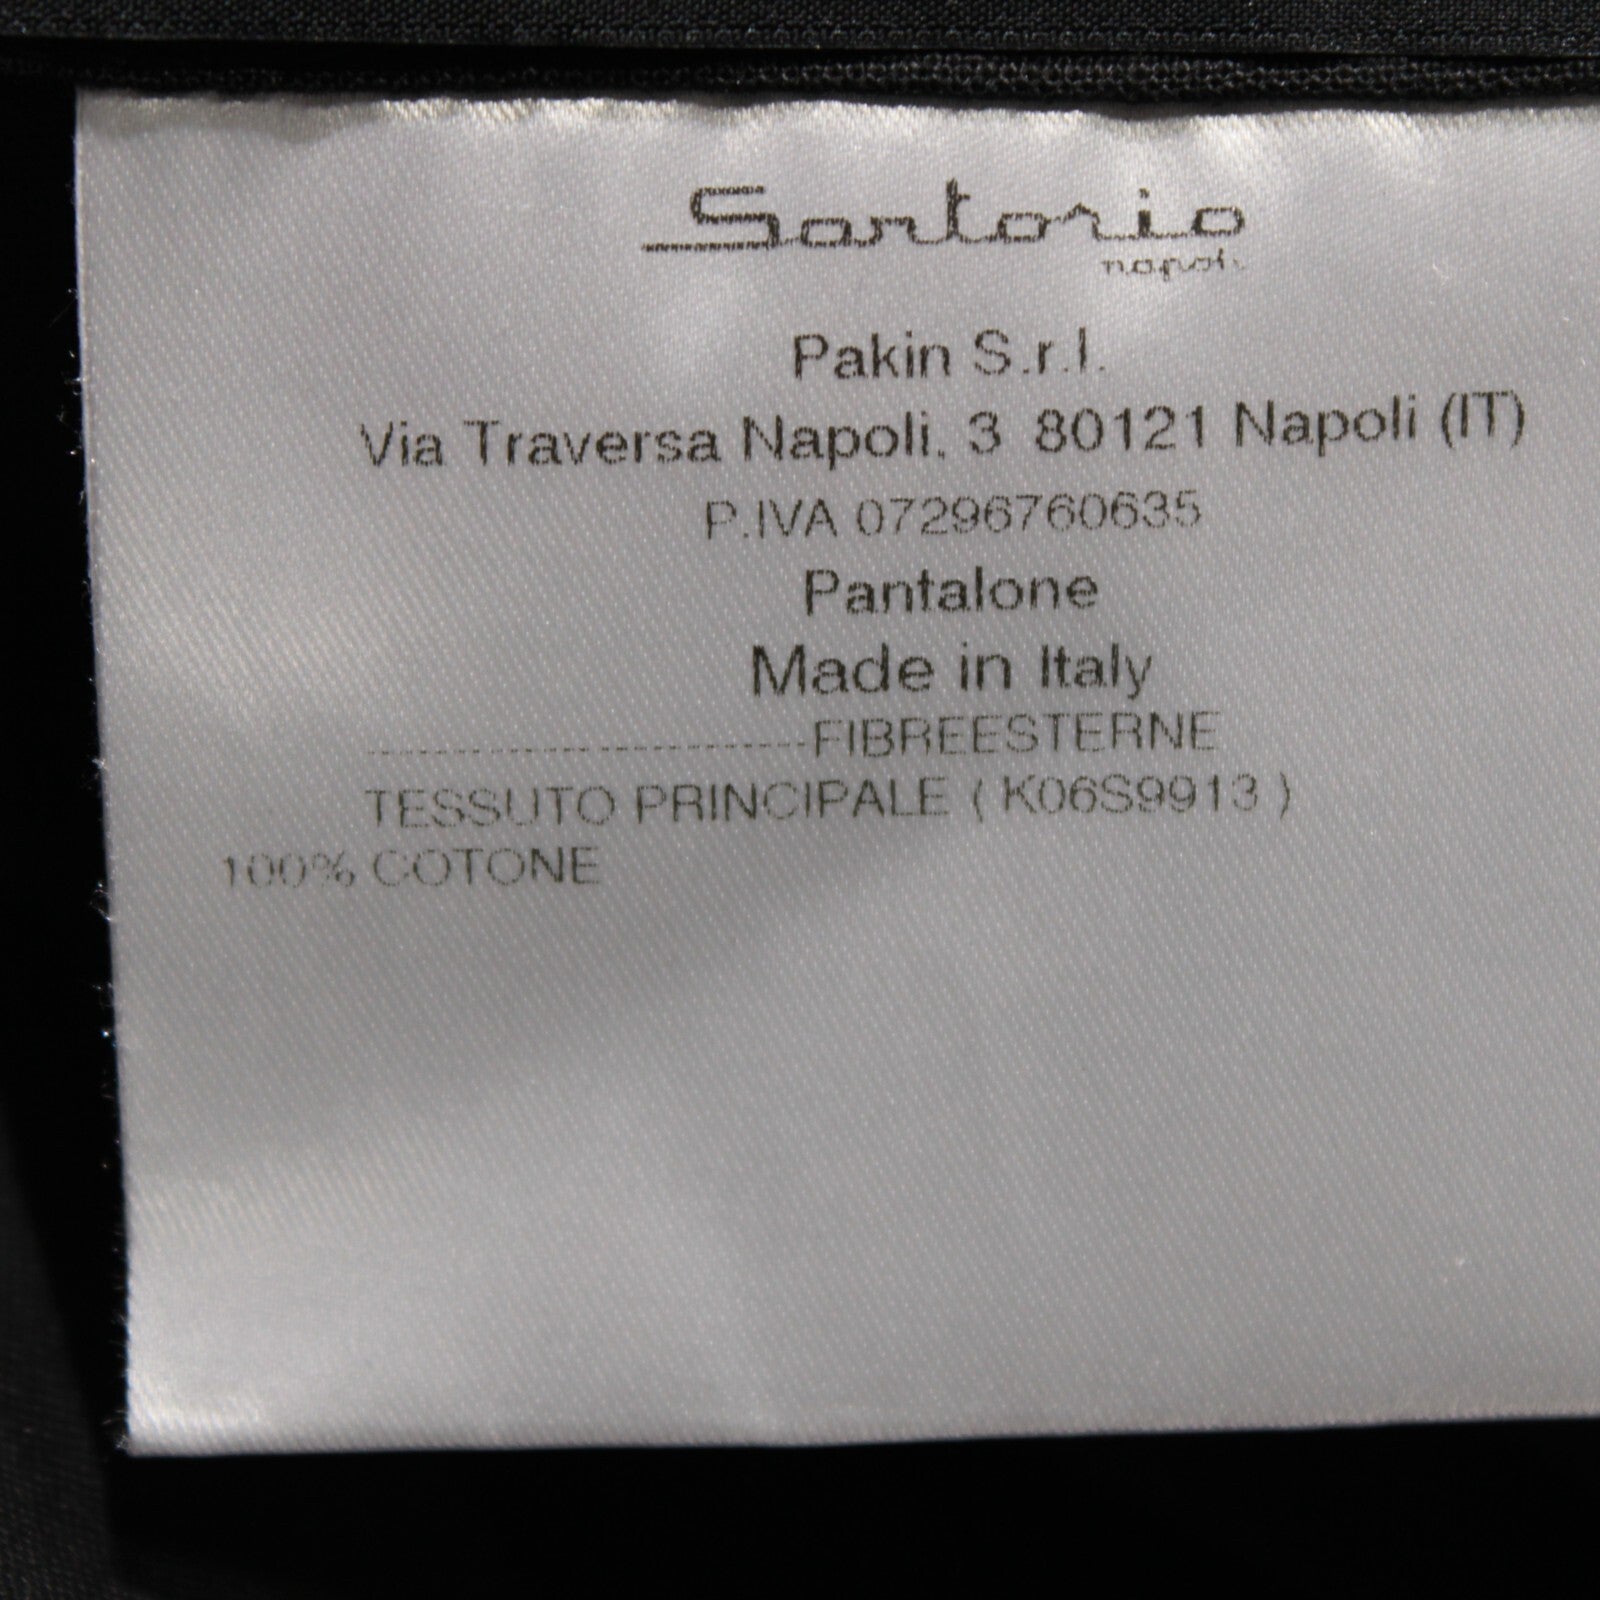 Sartorio
napoli
Pakin S.r.l.
Via Traversa Napoli, 3 80121 Napoli (IT)
P.IVA 07296760635
Pantalone
Made in Italy
------------------------FIBREESTERNE
TESSUTO PRINCIPALE ( K06S9913 )
100% COTONE